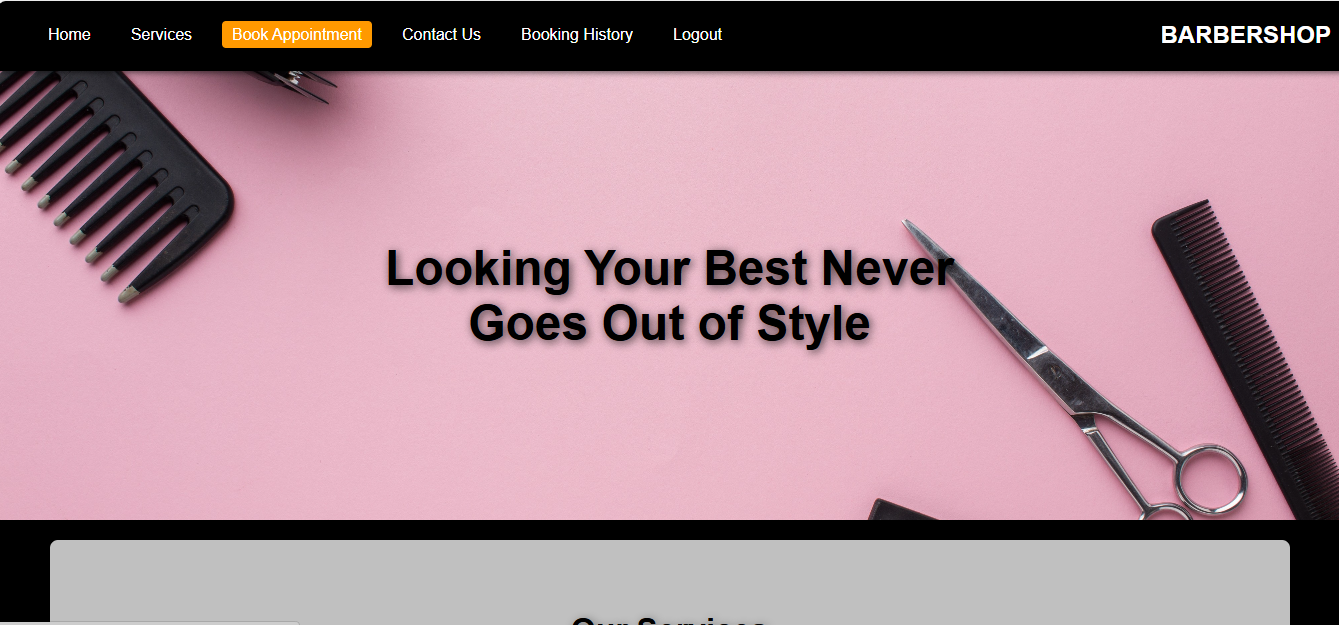 Home Services Book Appointment Contact Us Booking History Logout BARBERSHOP
Looking Your Best Never
Goes Out of Style
Our Services